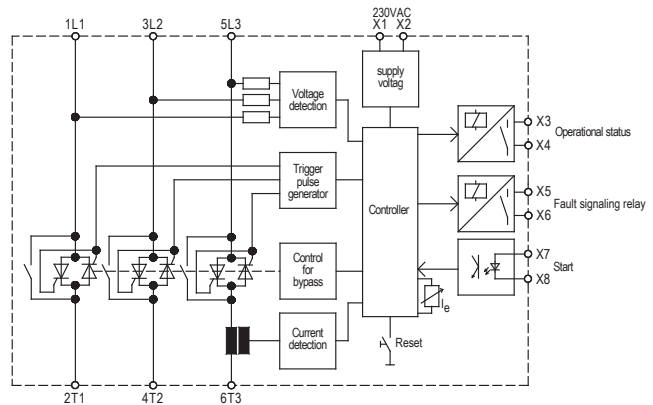 230VAC
1L1 3L2 5L3 X1 X2
supply
voltag
Voltage
detection
X3
Operational status
X4
Trigger
pulse
generator
Controller
X5
Fault signaling relay
X6
Control
for
bypass
X7
Start
X8
Ie
Current
detection
Reset
2T1 4T2 6T3